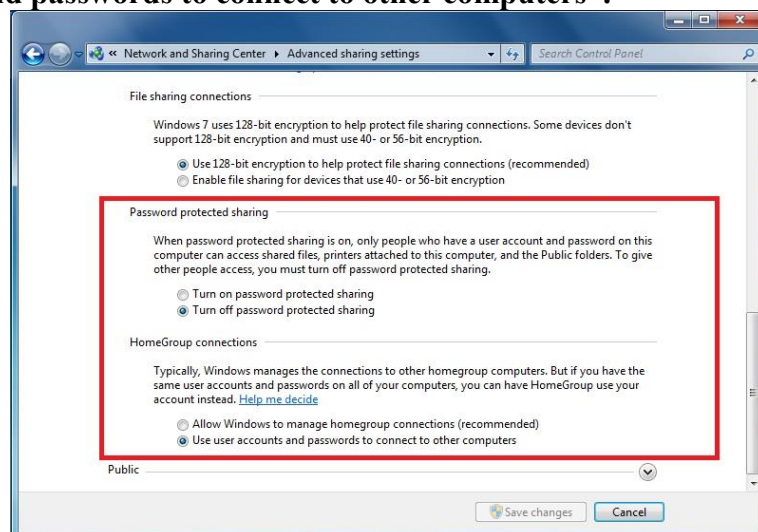 d passwords to connect to other computers".
« Network and Sharing Center ▸ Advanced sharing settings
Search Control Panel
File sharing connections
Windows 7 uses 128-bit encryption to help protect file sharing connections. Some devices don't
support 128-bit encryption and must use 40- or 56-bit encryption.
Use 128-bit encryption to help protect file sharing connections (recommended)
Enable file sharing for devices that use 40- or 56-bit encryption
Password protected sharing
When password protected sharing is on, only people who have a user account and password on this
computer can access shared files, printers attached to this computer, and the Public folders. To give
other people access, you must turn off password protected sharing.
Turn on password protected sharing
Turn off password protected sharing
HomeGroup connections
Typically, Windows manages the connections to other homegroup computers. But if you have the
same user accounts and passwords on all of your computers, you can have HomeGroup use your
account instead. Help me decide
Allow Windows to manage homegroup connections (recommended)
Use user accounts and passwords to connect to other computers
Public
Save changes
Cancel